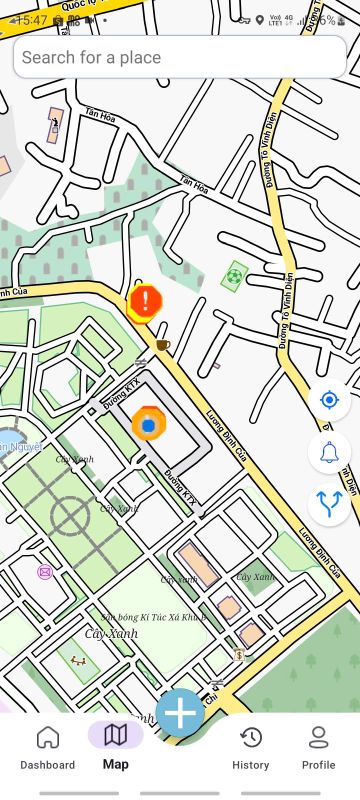 15:47
Quốc lộ
Search for a place
Tân Hòa
Tân Hòa
Đường Tô Vĩnh Diện
Đường Tô Vĩnh Diện
Đường KTX
Đường KTX
Lương Định Của
Lương Định Của
Cây Xanh
Cây Xanh
Cây xanh
Cây Xanh
Sân bóng Kí Túc Xá Khu B
Cây Xanh
Dashboard
Map
History
Profile